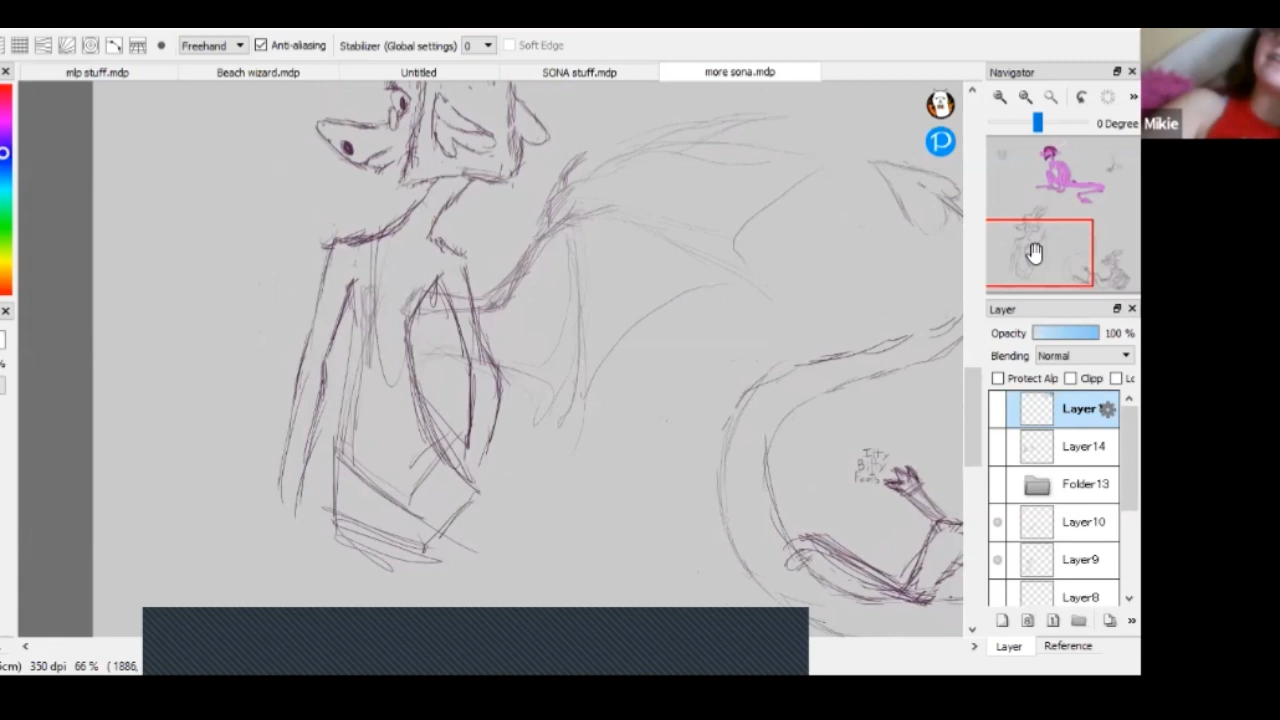 Freehand Anti-aliasing Stabilizer (Global settings) 0 Soft Edge
mlp stuff.mdp Beach wizard.mdp Untitled SONA stuff.mdp more sona.mdp
Navigator
0 Degree
Mikie
Layer
Opacity 100 %
Blending Normal
Protect Alp Clipp Lc
Layer
Layer14
Folder13
Layer10
Layer9
Layer8
Itty
Bitty
%
Layer Reference
5cm) 350 dpi 66 % ( 1886,